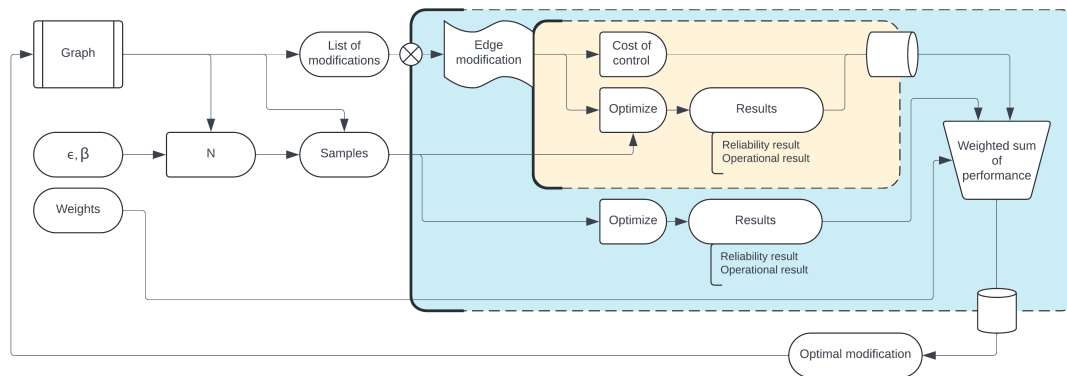 Graph
List of
modifications
Edge
modification
Cost of
control
Optimize
Results
Reliability result
Operational result
ϵ, β
N
Samples
Weighted sum
of
performance
Weights
Optimize
Results
Reliability result
Operational result
Optimal modification